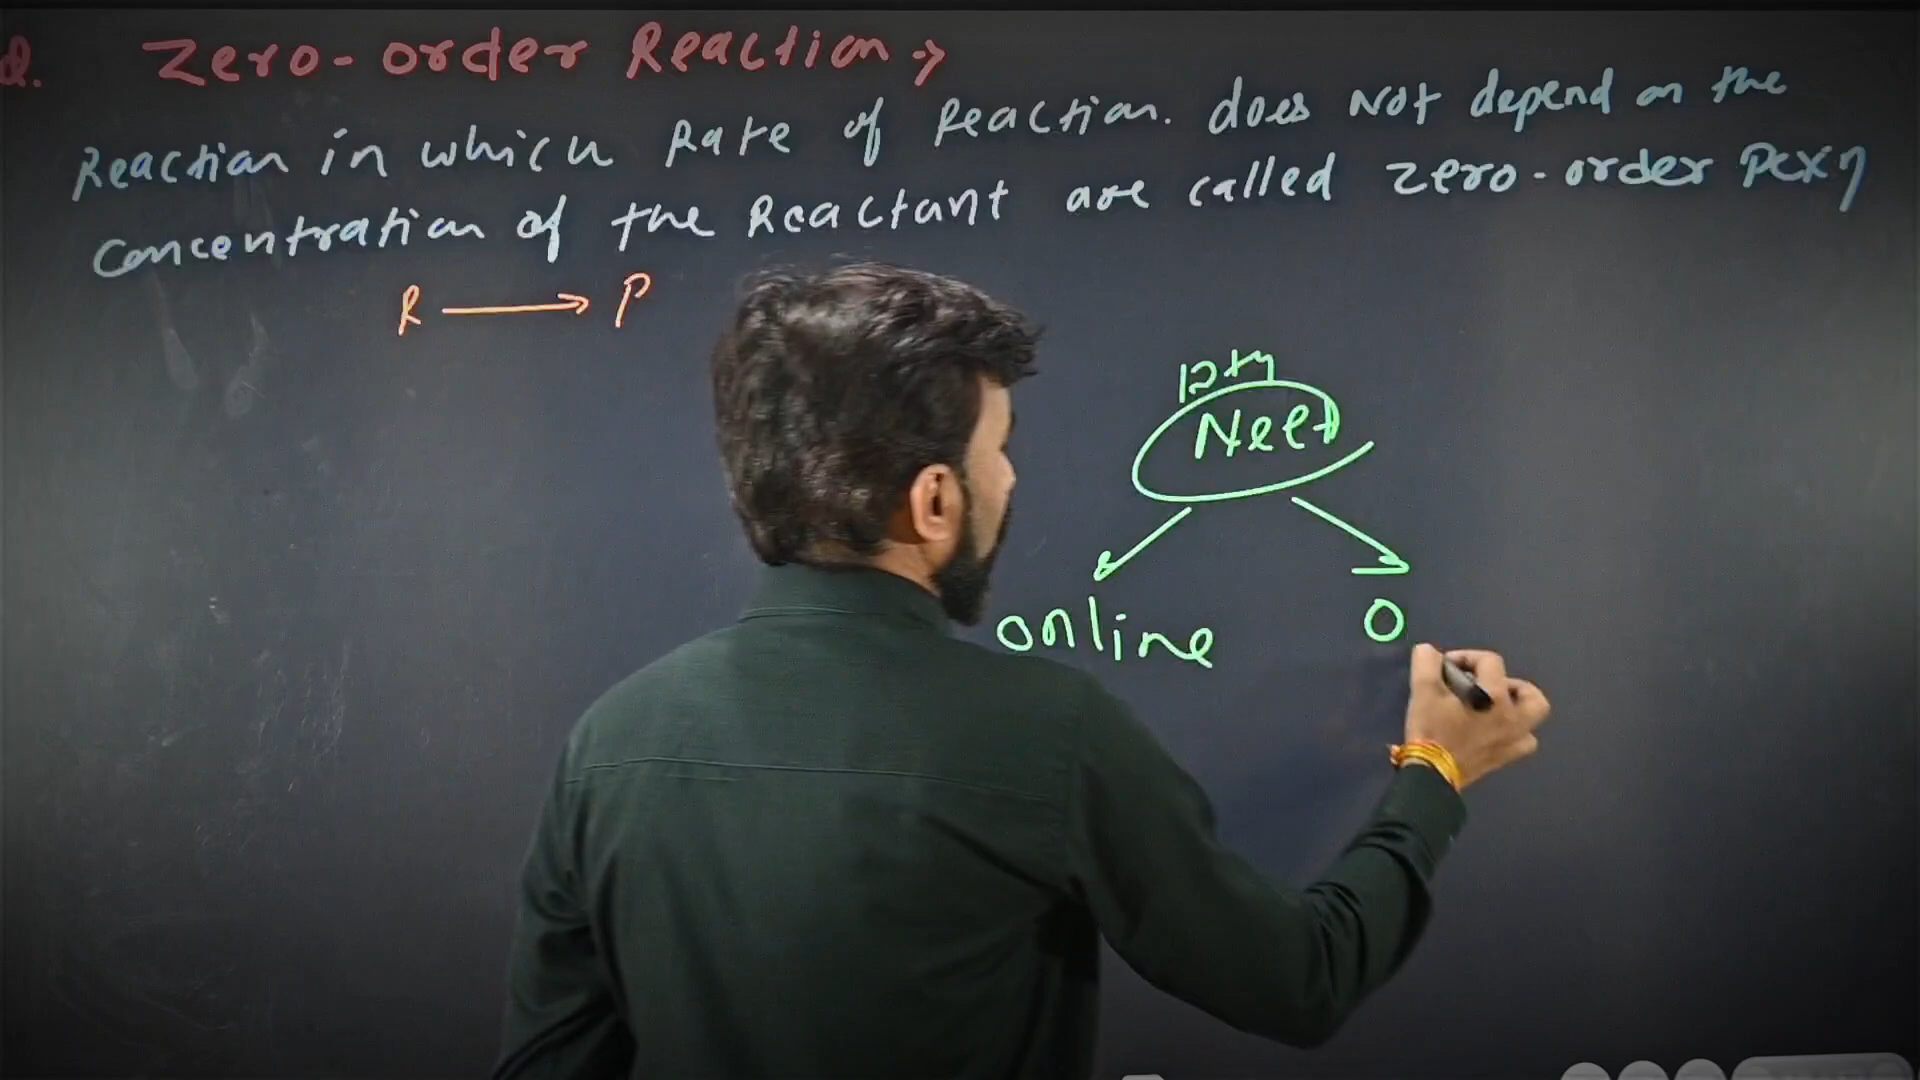 Q. Zero-order Reaction →
Reaction in which Rate of Reaction. does Not depend on the
Concentration of the Reactant are called zero-order Rxη
R → P
12th
Neet
online
O